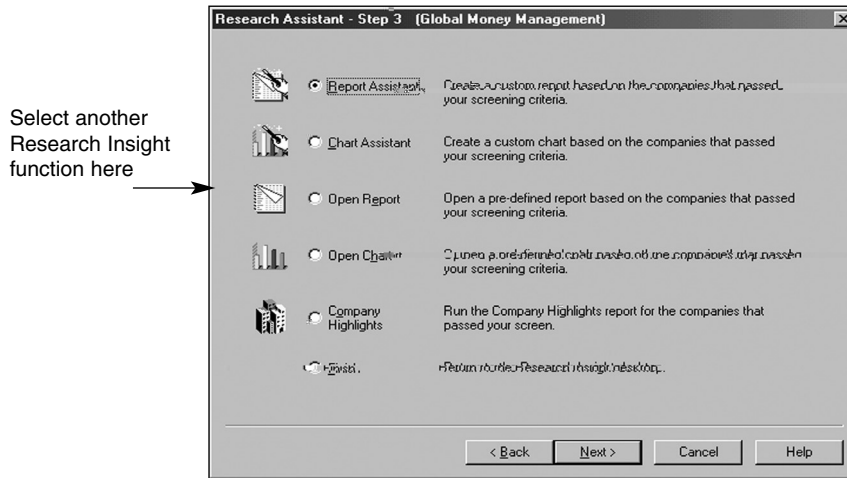 Research Assistant - Step 3 (Global Money Management)
Select another
Research Insight
function here
Report Assistant
Create a custom report based on the companies that passed
your screening criteria.
Chart Assistant
Create a custom chart based on the companies that passed
your screening criteria.
Open Report
Open a pre-defined report based on the companies that passed
your screening criteria.
Open
your screening criteria.
Company
Highlights
Run the Company Highlights report for the companies that
passed your screen.
< Back
Next >
Cancel
Help